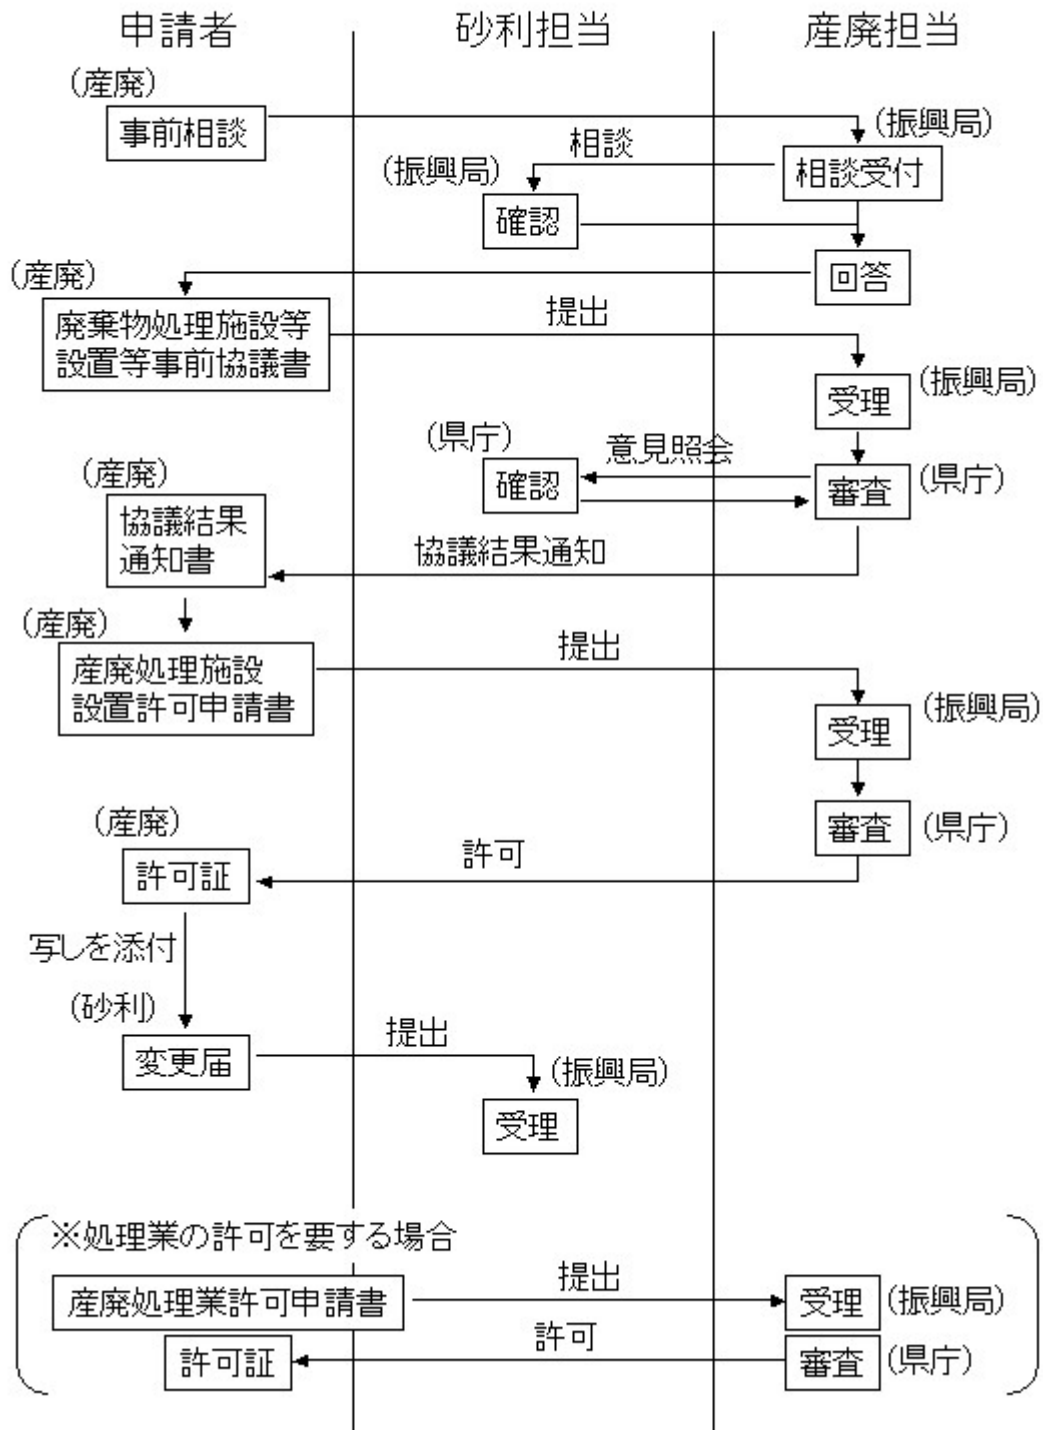 申請者
砂利担当
産廃担当
(産廃)
事前相談
(振興局)
相談
(振興局)
相談受付
確認
回答
(産廃)
廃棄物処理施設等
設置等事前協議書
提出
(振興局)
受理
(県庁)
意見照会
確認
審査
(県庁)
(産廃)
協議結果
通知書
協議結果通知
(産廃)
産廃処理施設
設置許可申請書
提出
(振興局)
受理
審査
(県庁)
(産廃)
許可
許可証
写しを添付
(砂利)
変更届
提出
(振興局)
受理
※処理業の許可を要する場合
産廃処理業許可申請書
提出
受理
(振興局)
許可証
許可
審査
(県庁)